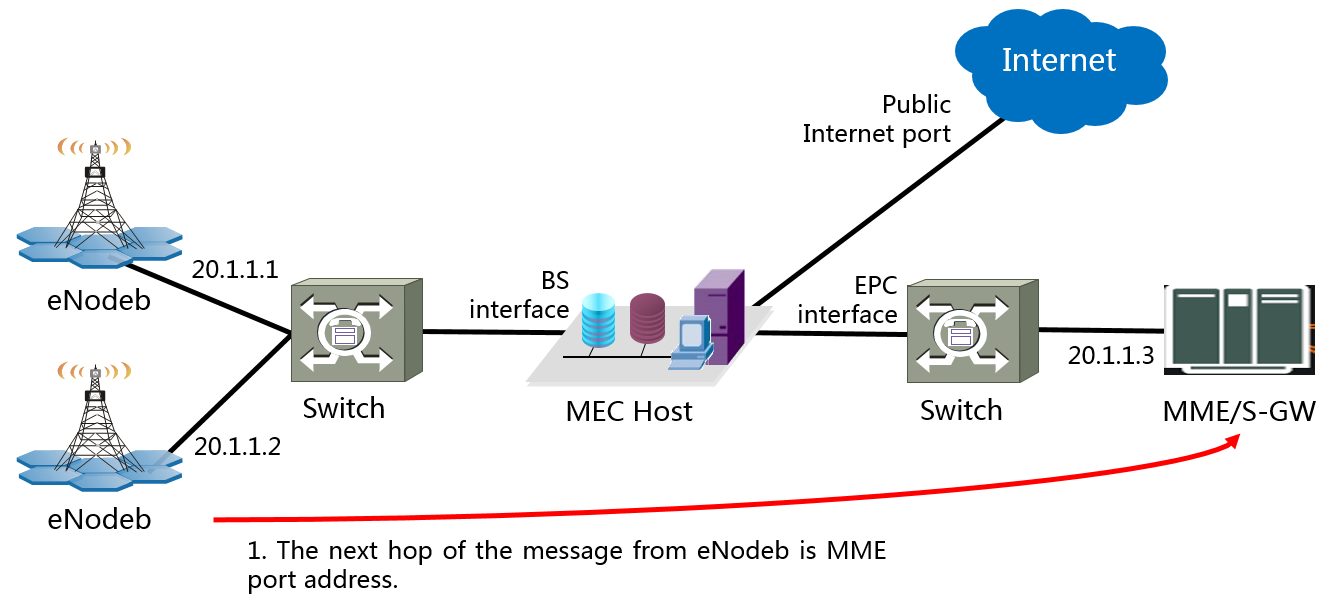 Internet
Public
Internet port
20.1.1.1
eNodeb
BS
interface
EPC
interface
20.1.1.3
Switch
MEC Host
Switch
MME/S-GW
20.1.1.2
eNodeb
1. The next hop of the message from eNodeb is MME
port address.